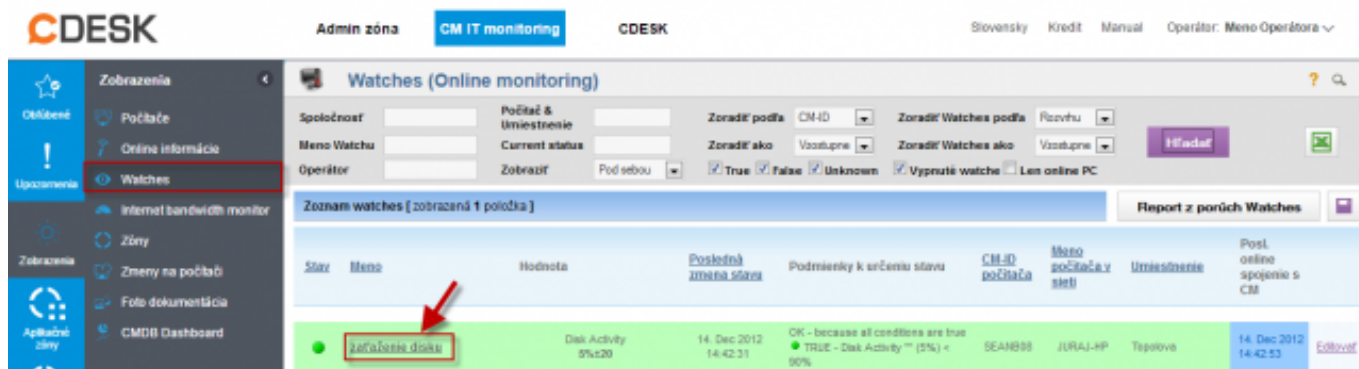 CDESK
Admin zóna
CM IT monitoring
CDESK
Slovensky
Kredit
Manual
Operátor: Meno Operátora
Obľúbené
Upozornenia
Zobrazenia
Aplikačné zóny
Zobrazenia
Počítače
Online informácie
Watches
Internet bandwidth monitor
Zóny
Zmeny na počítači
Foto dokumentácia
CMDB Dashboard
Watches (Online monitoring)
?
Spoločnosť
Počítač & Umiestnenie
Zoradiť podľa
CM-ID
Zoradiť Watches podľa
Rozvrhu
Meno Watchu
Current status
Zoradiť ako
Vzostupne
Zoradiť Watches ako
Vzostupne
Hľadať
Operátor
Zobraziť
Pod sebou
True
False
Unknown
Vypnuté watche
Len online PC
Zoznam watches [ zobrazená 1 položka ]
Report z porúch Watches
Stav
Meno
Hodnota
Posledná zmena stavu
Podmienky k určeniu stavu
CM-ID počítača
Meno počítača v sieti
Umiestnenie
Posl. online spojenie s CM
zaťaženie disku
Disk Activity
5%±20
14. Dec 2012
14:42:31
OK - because all conditions are true
TRUE - Disk Activity "" (5%) < 90%
SEANB08
JURAJ-HP
Topolova
14. Dec 2012
14:42:53
Editovať